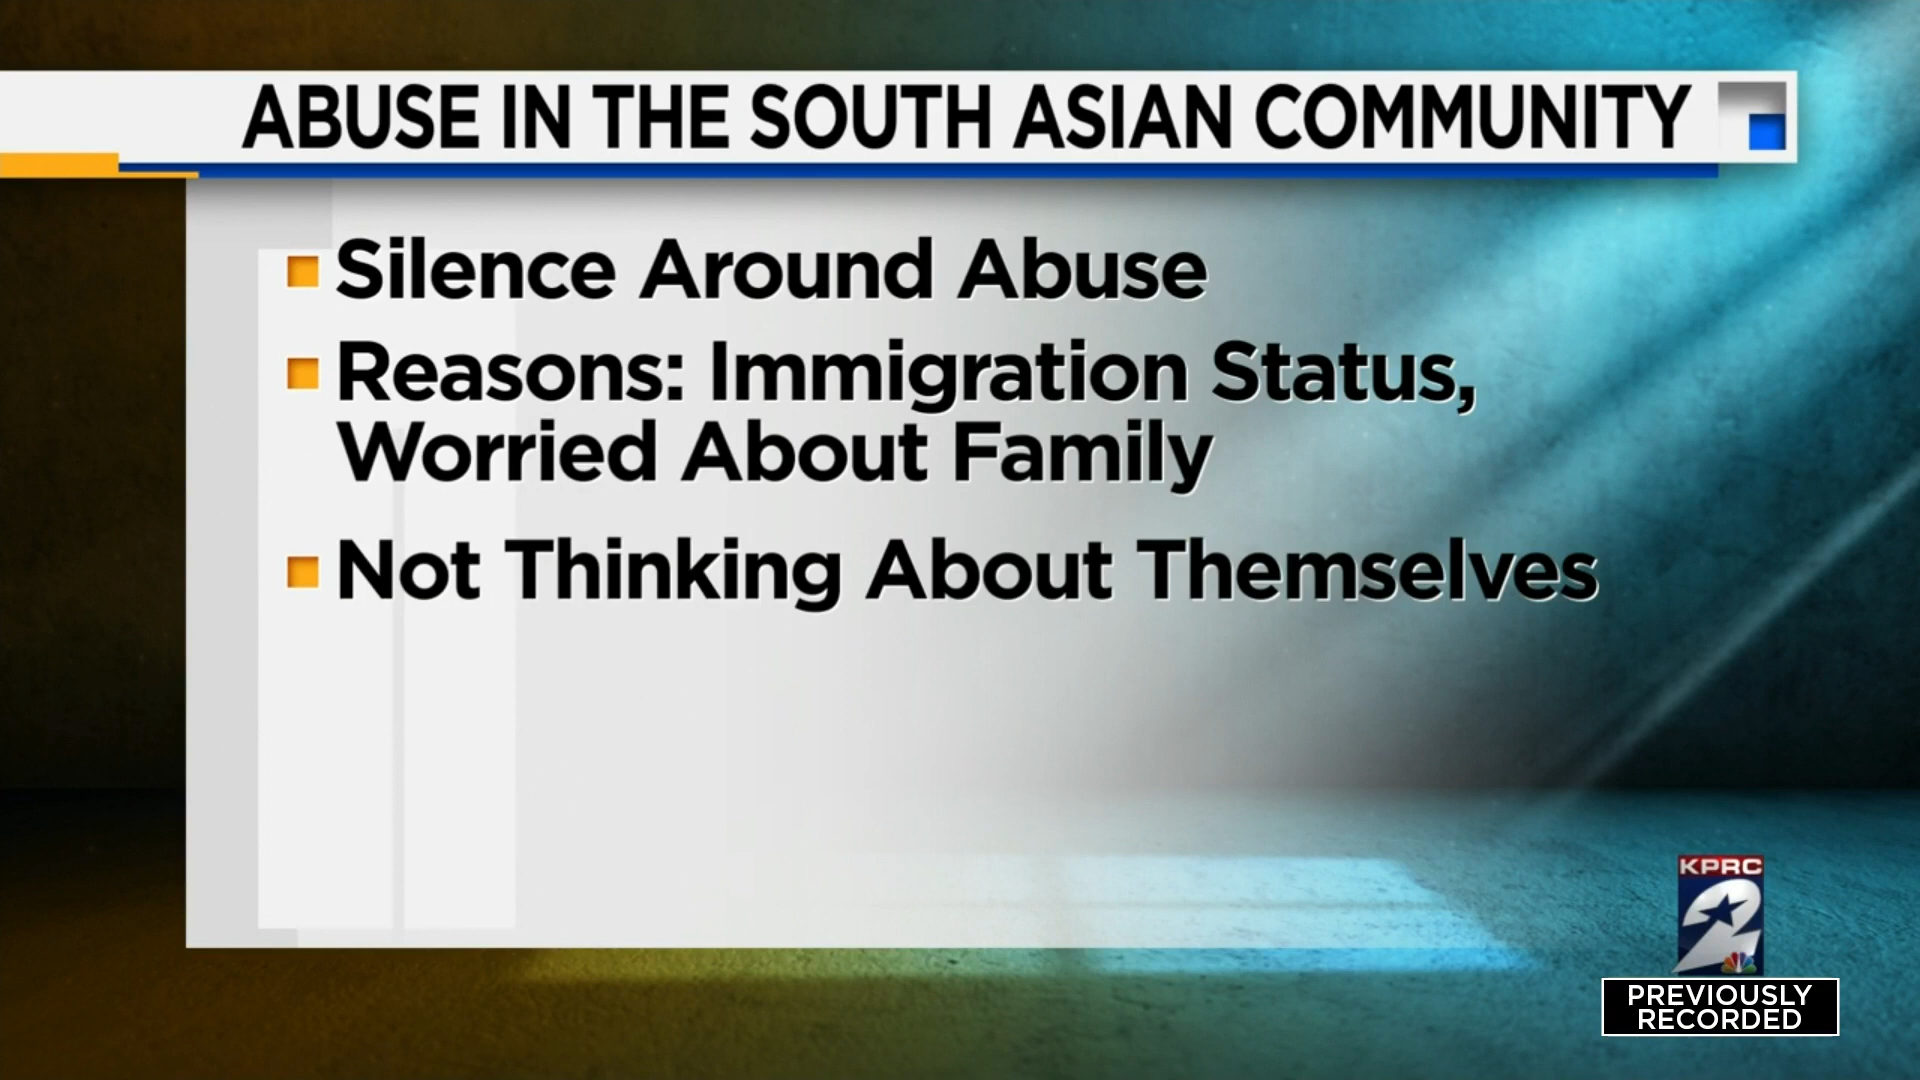 ABUSE IN THE SOUTH ASIAN COMMUNITY
Silence Around Abuse
Reasons: Immigration Status,
Worried About Family
Not Thinking About Themselves
KPRC
2
PREVIOUSLY
RECORDED